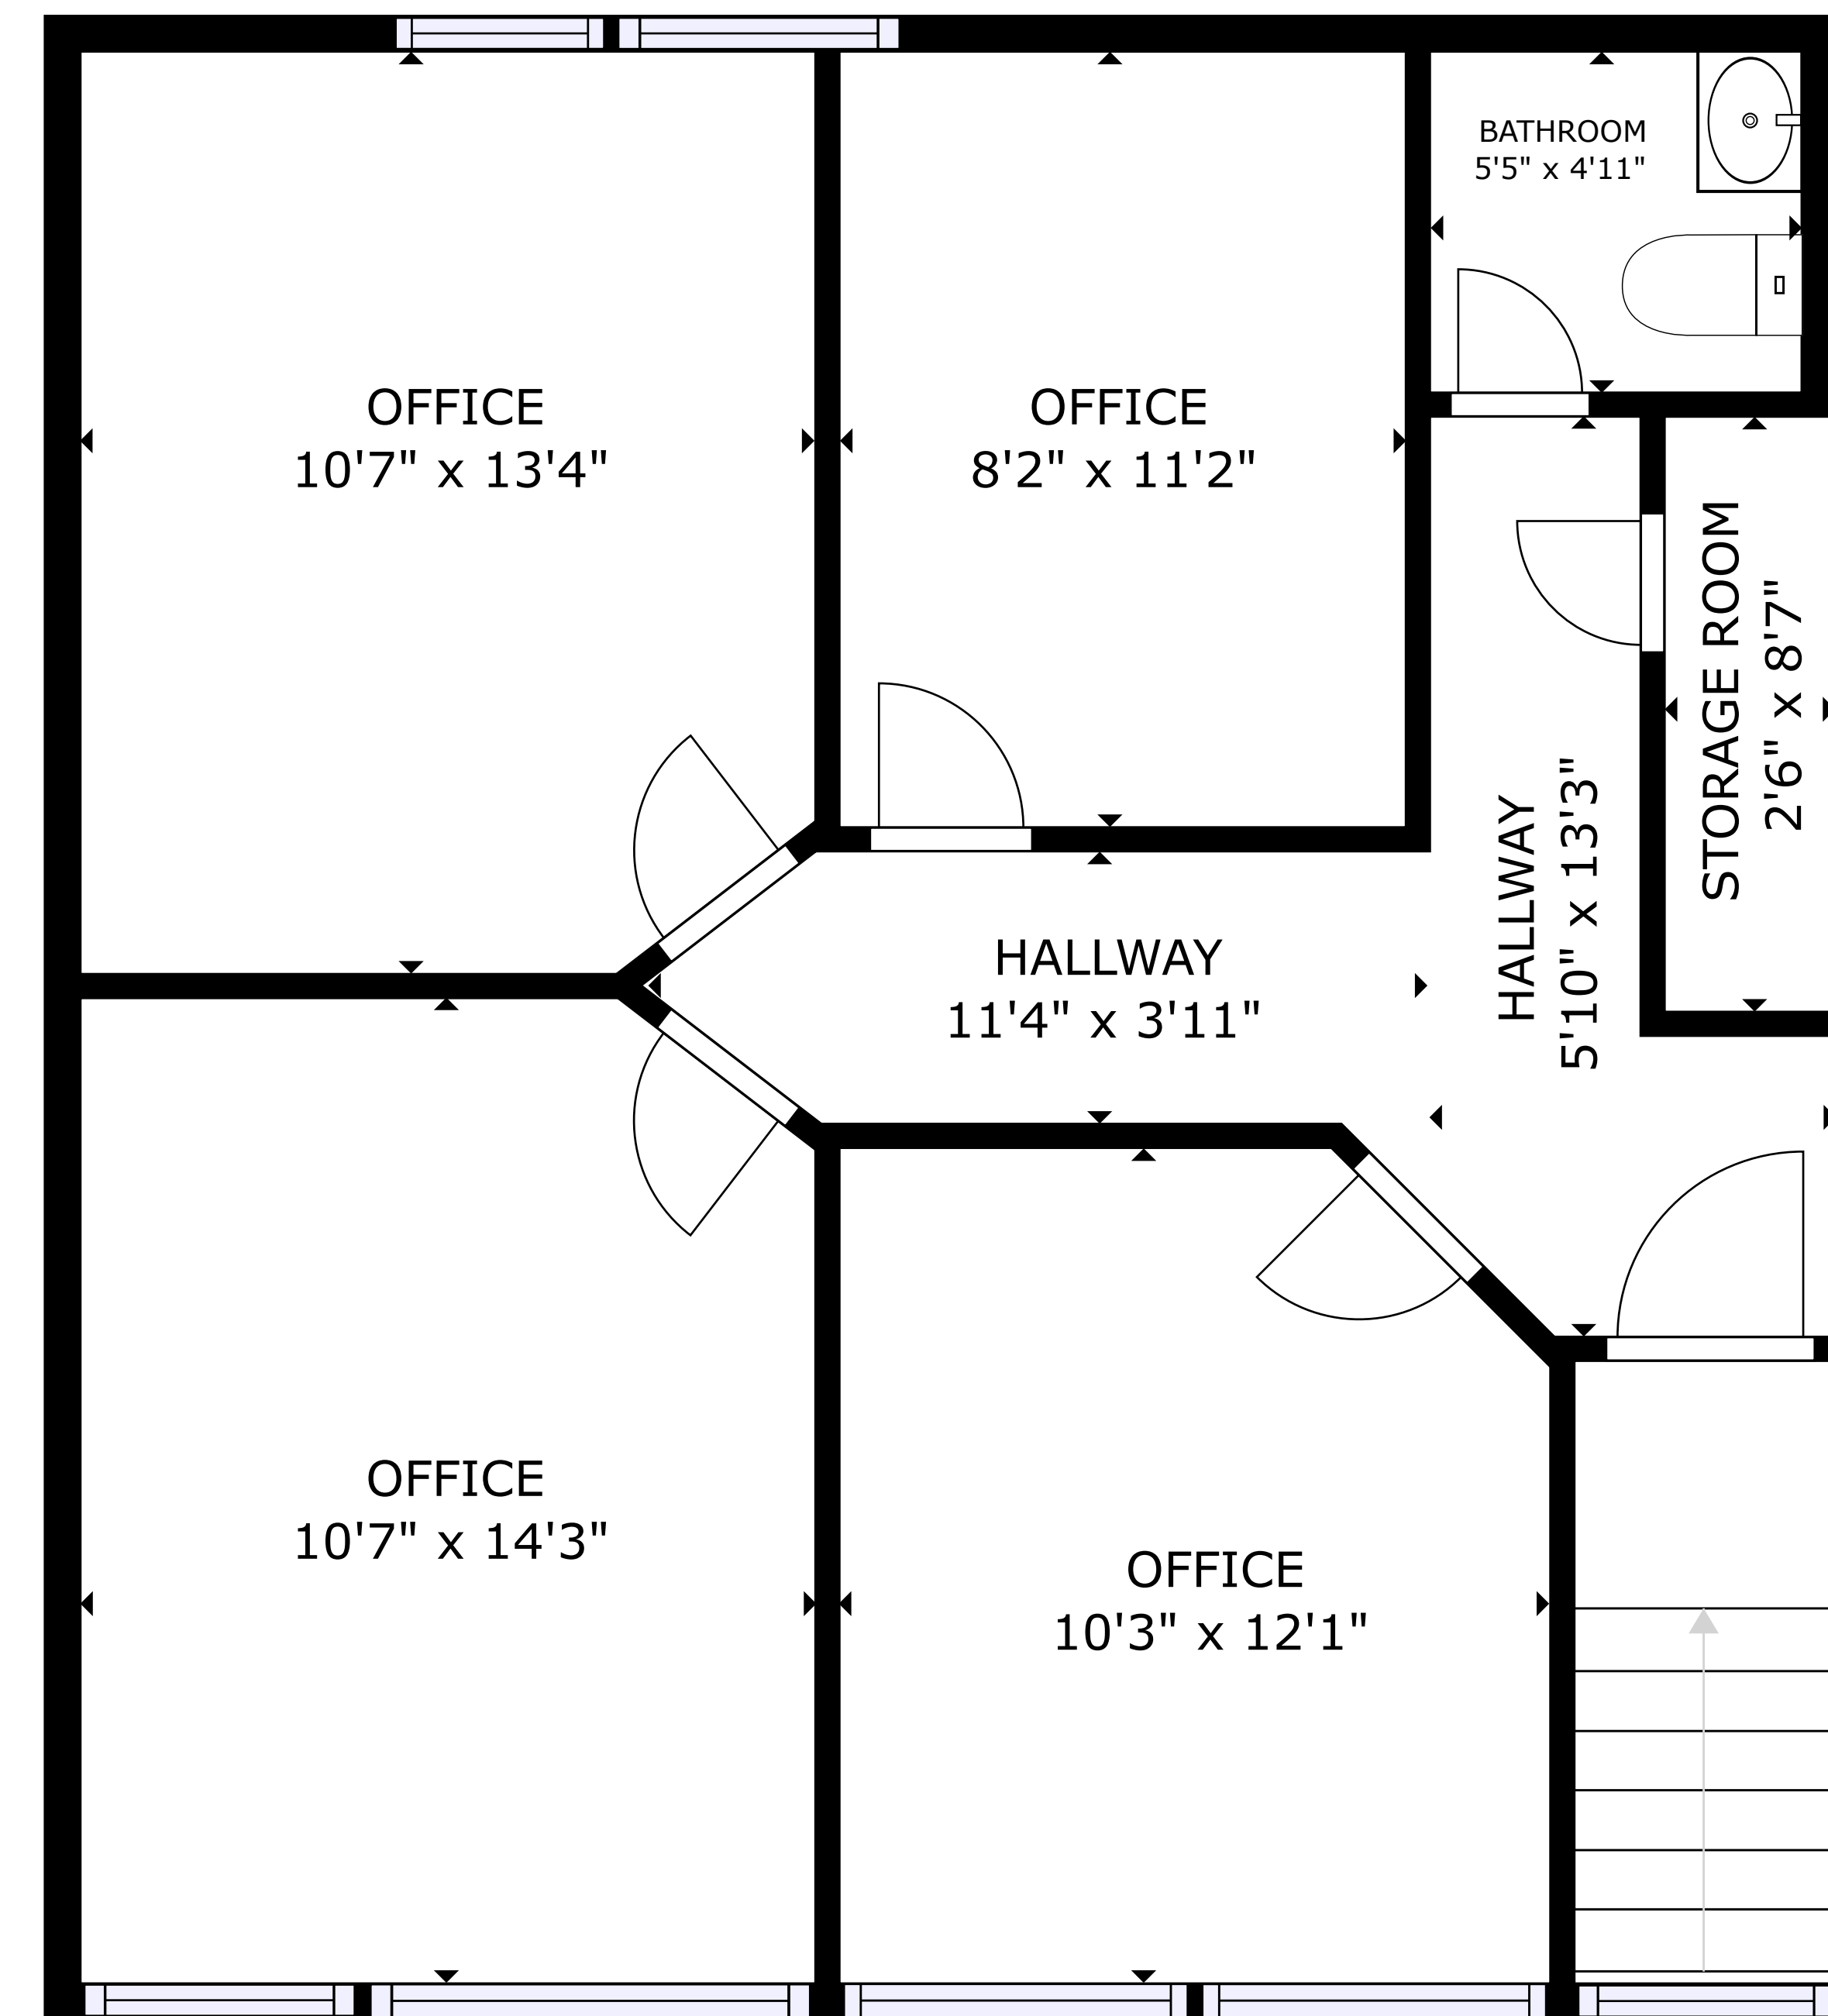 BATHROOM
5'5" x 4'11"
OFFICE
10'7" x 13'4"
OFFICE
8'2" x 11'2"
STORAGE ROOM
2'6" x 8'7"
HALLWAY
5'10" x 13'3"
HALLWAY
11'4" x 3'11"
OFFICE
10'7" x 14'3"
OFFICE
10'3" x 12'1"